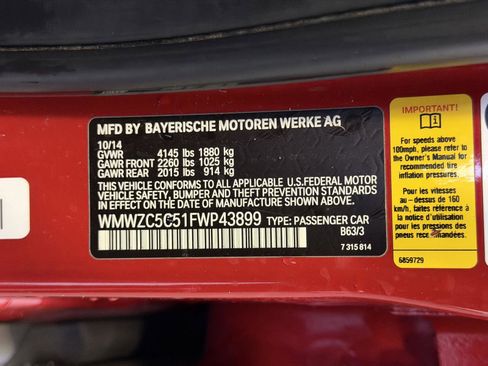 MFD BY BAYERISCHE MOTOREN WERKE AG
10/14
GVWR 4145 lbs 1880 kg
GAWR FRONT 2260 lbs 1025 kg
GAWR REAR 2015 lbs 914 kg
THIS VEHICLE CONFORMS TO ALL APPLICABLE U.S.FEDERAL MOTOR
VEHICLE SAFETY, BUMPER, AND THEFT PREVENTION STANDARDS
IN EFFECT ON THE DATE OF MANUFACTURE SHOWN ABOVE.
WMWZC5C51FWP43899 TYPE: PASSENGER CAR
B63/3
7 315 814
IMPORTANT!
For speeds above
100mph, please refer to
the Owner's Manual for
recommended tire
inflation pressures.
Pour les vitesses
au - dessus de 160
km/h, faites référence à
la notice d'utilisation
pour les pressions des
pneus recommandées.
6859729